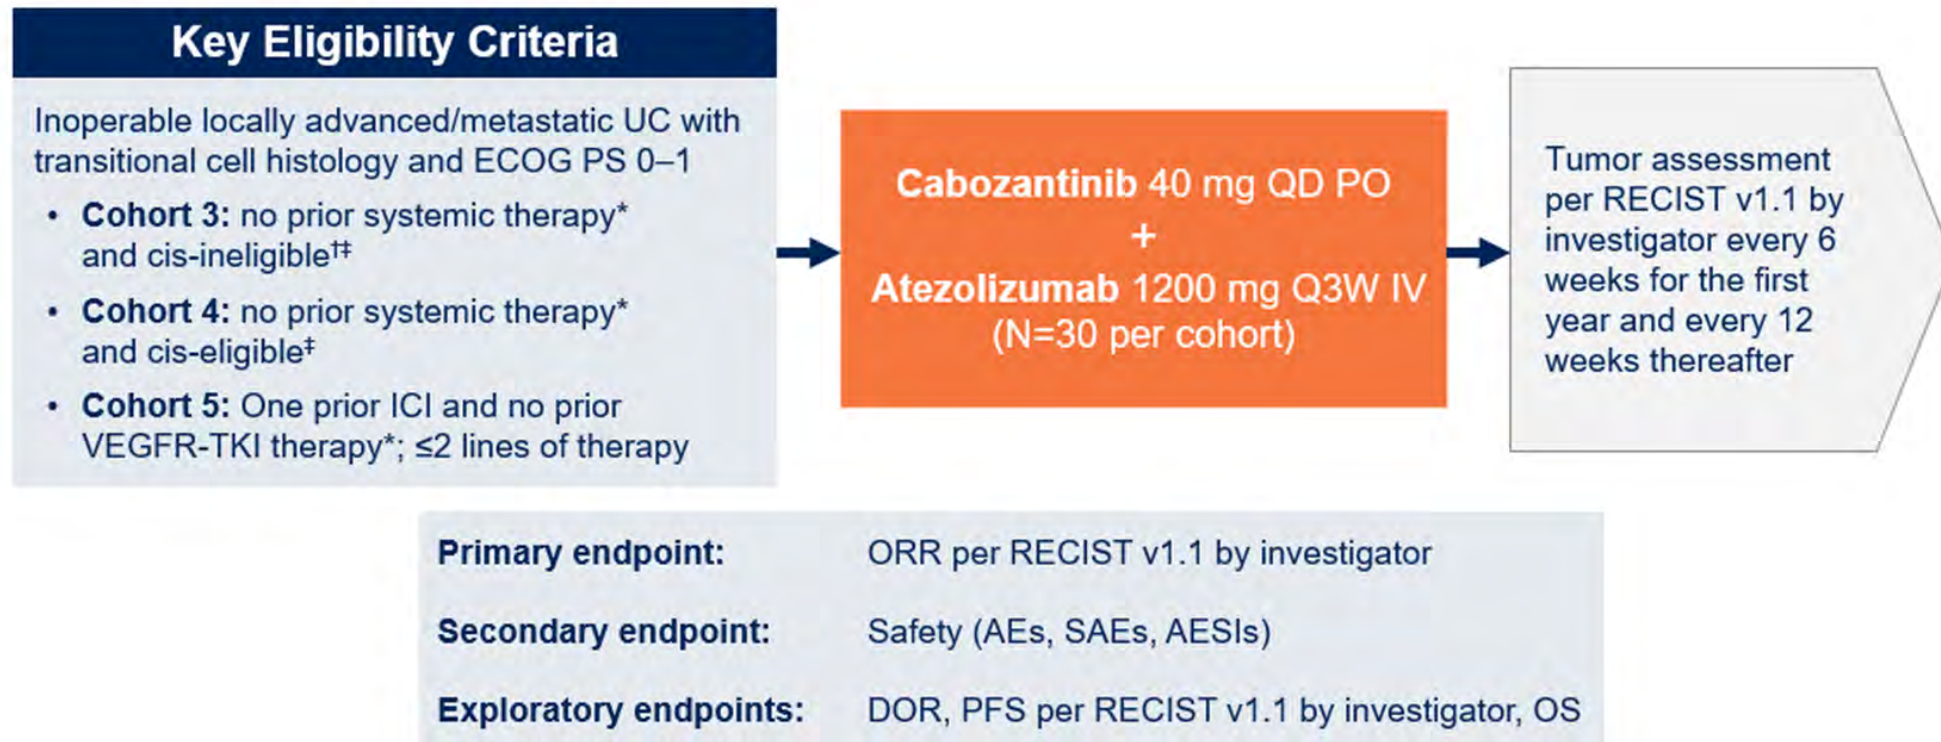 Key Eligibility Criteria
Inoperable locally advanced/metastatic UC with
transitional cell histology and ECOG PS 0–1
• Cohort 3: no prior systemic therapy*
and cis-ineligible†‡
• Cohort 4: no prior systemic therapy*
and cis-eligible‡
• Cohort 5: One prior ICI and no prior
VEGFR-TKI therapy*; ≤2 lines of therapy
Cabozantinib 40 mg QD PO
+
Atezolizumab 1200 mg Q3W IV
(N=30 per cohort)
Tumor assessment
per RECIST v1.1 by
investigator every 6
weeks for the first
year and every 12
weeks thereafter
Primary endpoint: ORR per RECIST v1.1 by investigator
Secondary endpoint: Safety (AEs, SAEs, AESIs)
Exploratory endpoints: DOR, PFS per RECIST v1.1 by investigator, OS